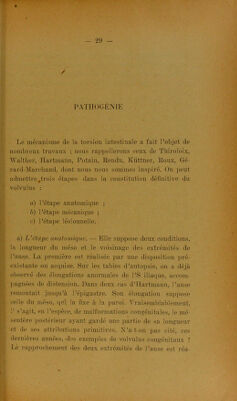 — 29 —
PATHOGÉNIE
Le mécanisme de la torsion intestinale a fait l'objet de
nombreux travaux ; nous rappellerons ceux de Thiroloix,
Walther, Hartmann, Potain, Rendu, Küttner, Roux, Gé-
rard-Marchand, dont nous nous sommes inspiré. On peut
admettre trois étapes dans la constitution définitive du
volvulus :
a) l'étape anatomique ;
b) l'étape mécanique ;
c) l'étape lésionnelle.
a) L'étape anatomique. — Elle suppose deux conditions,
la longueur du méso et le voisinage des extrémités de
l'anse. La première est réalisée par une disposition pré-
existante ou acquise. Sur les tables d'autopsie, on a déjà
observé des élongations anormales de l'S iliaque, accom-
pagnées de distension. Dans deux cas d'Hartmann, l'anse
remontait jusqu'à l'épigastre. Son élongation suppose
celle du méso, qui la fixe à la paroi. Vraisemblablement,
il s'agit, en l'espèce, de malformations congénitales, le mé-
sentère postérieur ayant gardé une partie de sa longueur
et de ses attributions primitives. N'a-t-on pas cité, ces
dernières années, des exemples de volvulus congénitaux ?
Le rapprochement des deux extrémités de l'anse réa-